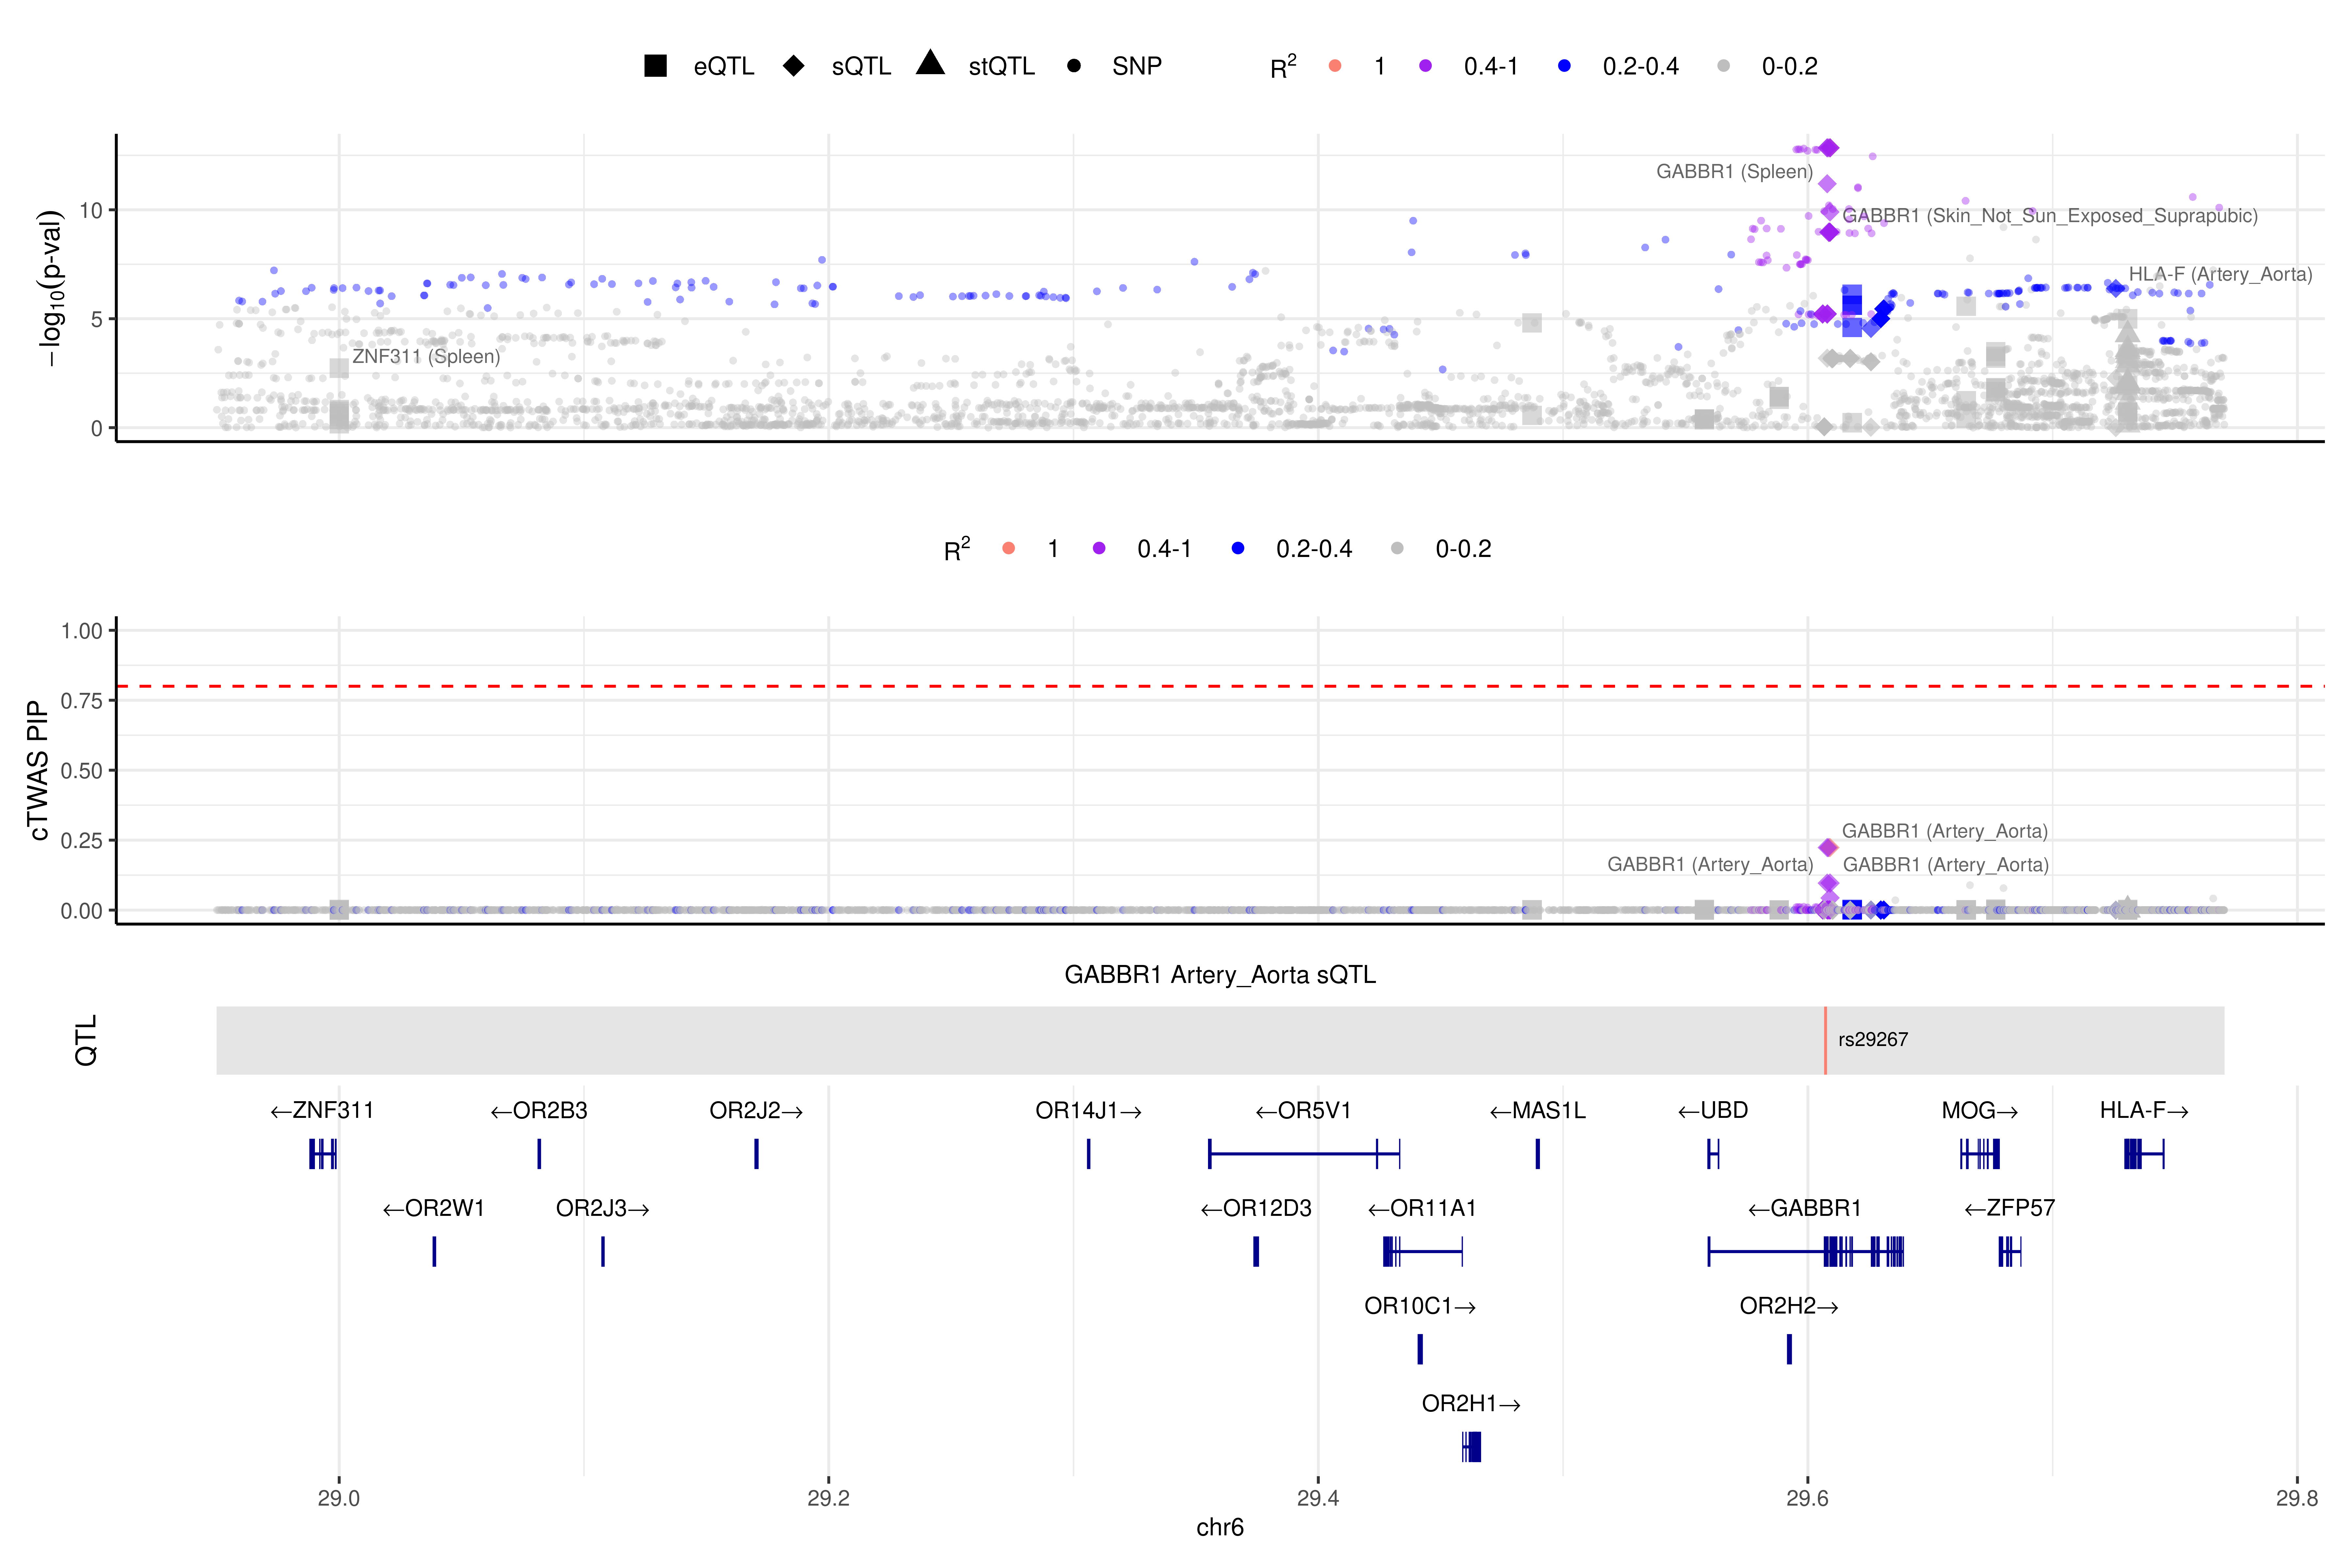 eQTL sQTL stQTL SNP R2 1 0.4-1 0.2-0.4 0-0.2
−log10(p-val)
10
5
0
GABBR1 (Spleen)
GABBR1 (Skin_Not_Sun_Exposed_Suprapubic)
HLA-F (Artery_Aorta)
ZNF311 (Spleen)
R2 1 0.4-1 0.2-0.4 0-0.2
cTWAS PIP
1.00
0.75
0.50
0.25
0.00
GABBR1 (Artery_Aorta)
GABBR1 (Artery_Aorta) GABBR1 (Artery_Aorta)
GABBR1 Artery_Aorta sQTL
QTL
rs29267
←ZNF311 ←OR2B3 OR2J2→ OR14J1→ ←OR5V1 ←MAS1L ←UBD MOG→ HLA-F→
←OR2W1 OR2J3→ ←OR12D3 ←OR11A1 ←GABBR1 ←ZFP57
OR10C1→ OR2H2→
OR2H1→
29.0 29.2 29.4 29.6 29.8
chr6